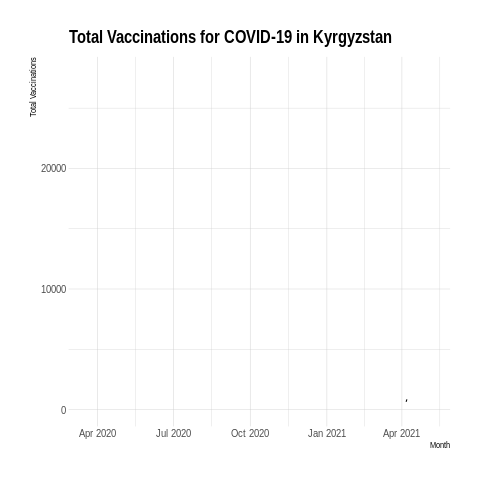 Total Vaccinations for COVID-19 in Kyrgyzstan
Total Vaccinations
20000
10000
0
Apr 2020 Jul 2020 Oct 2020 Jan 2021 Apr 2021
Month